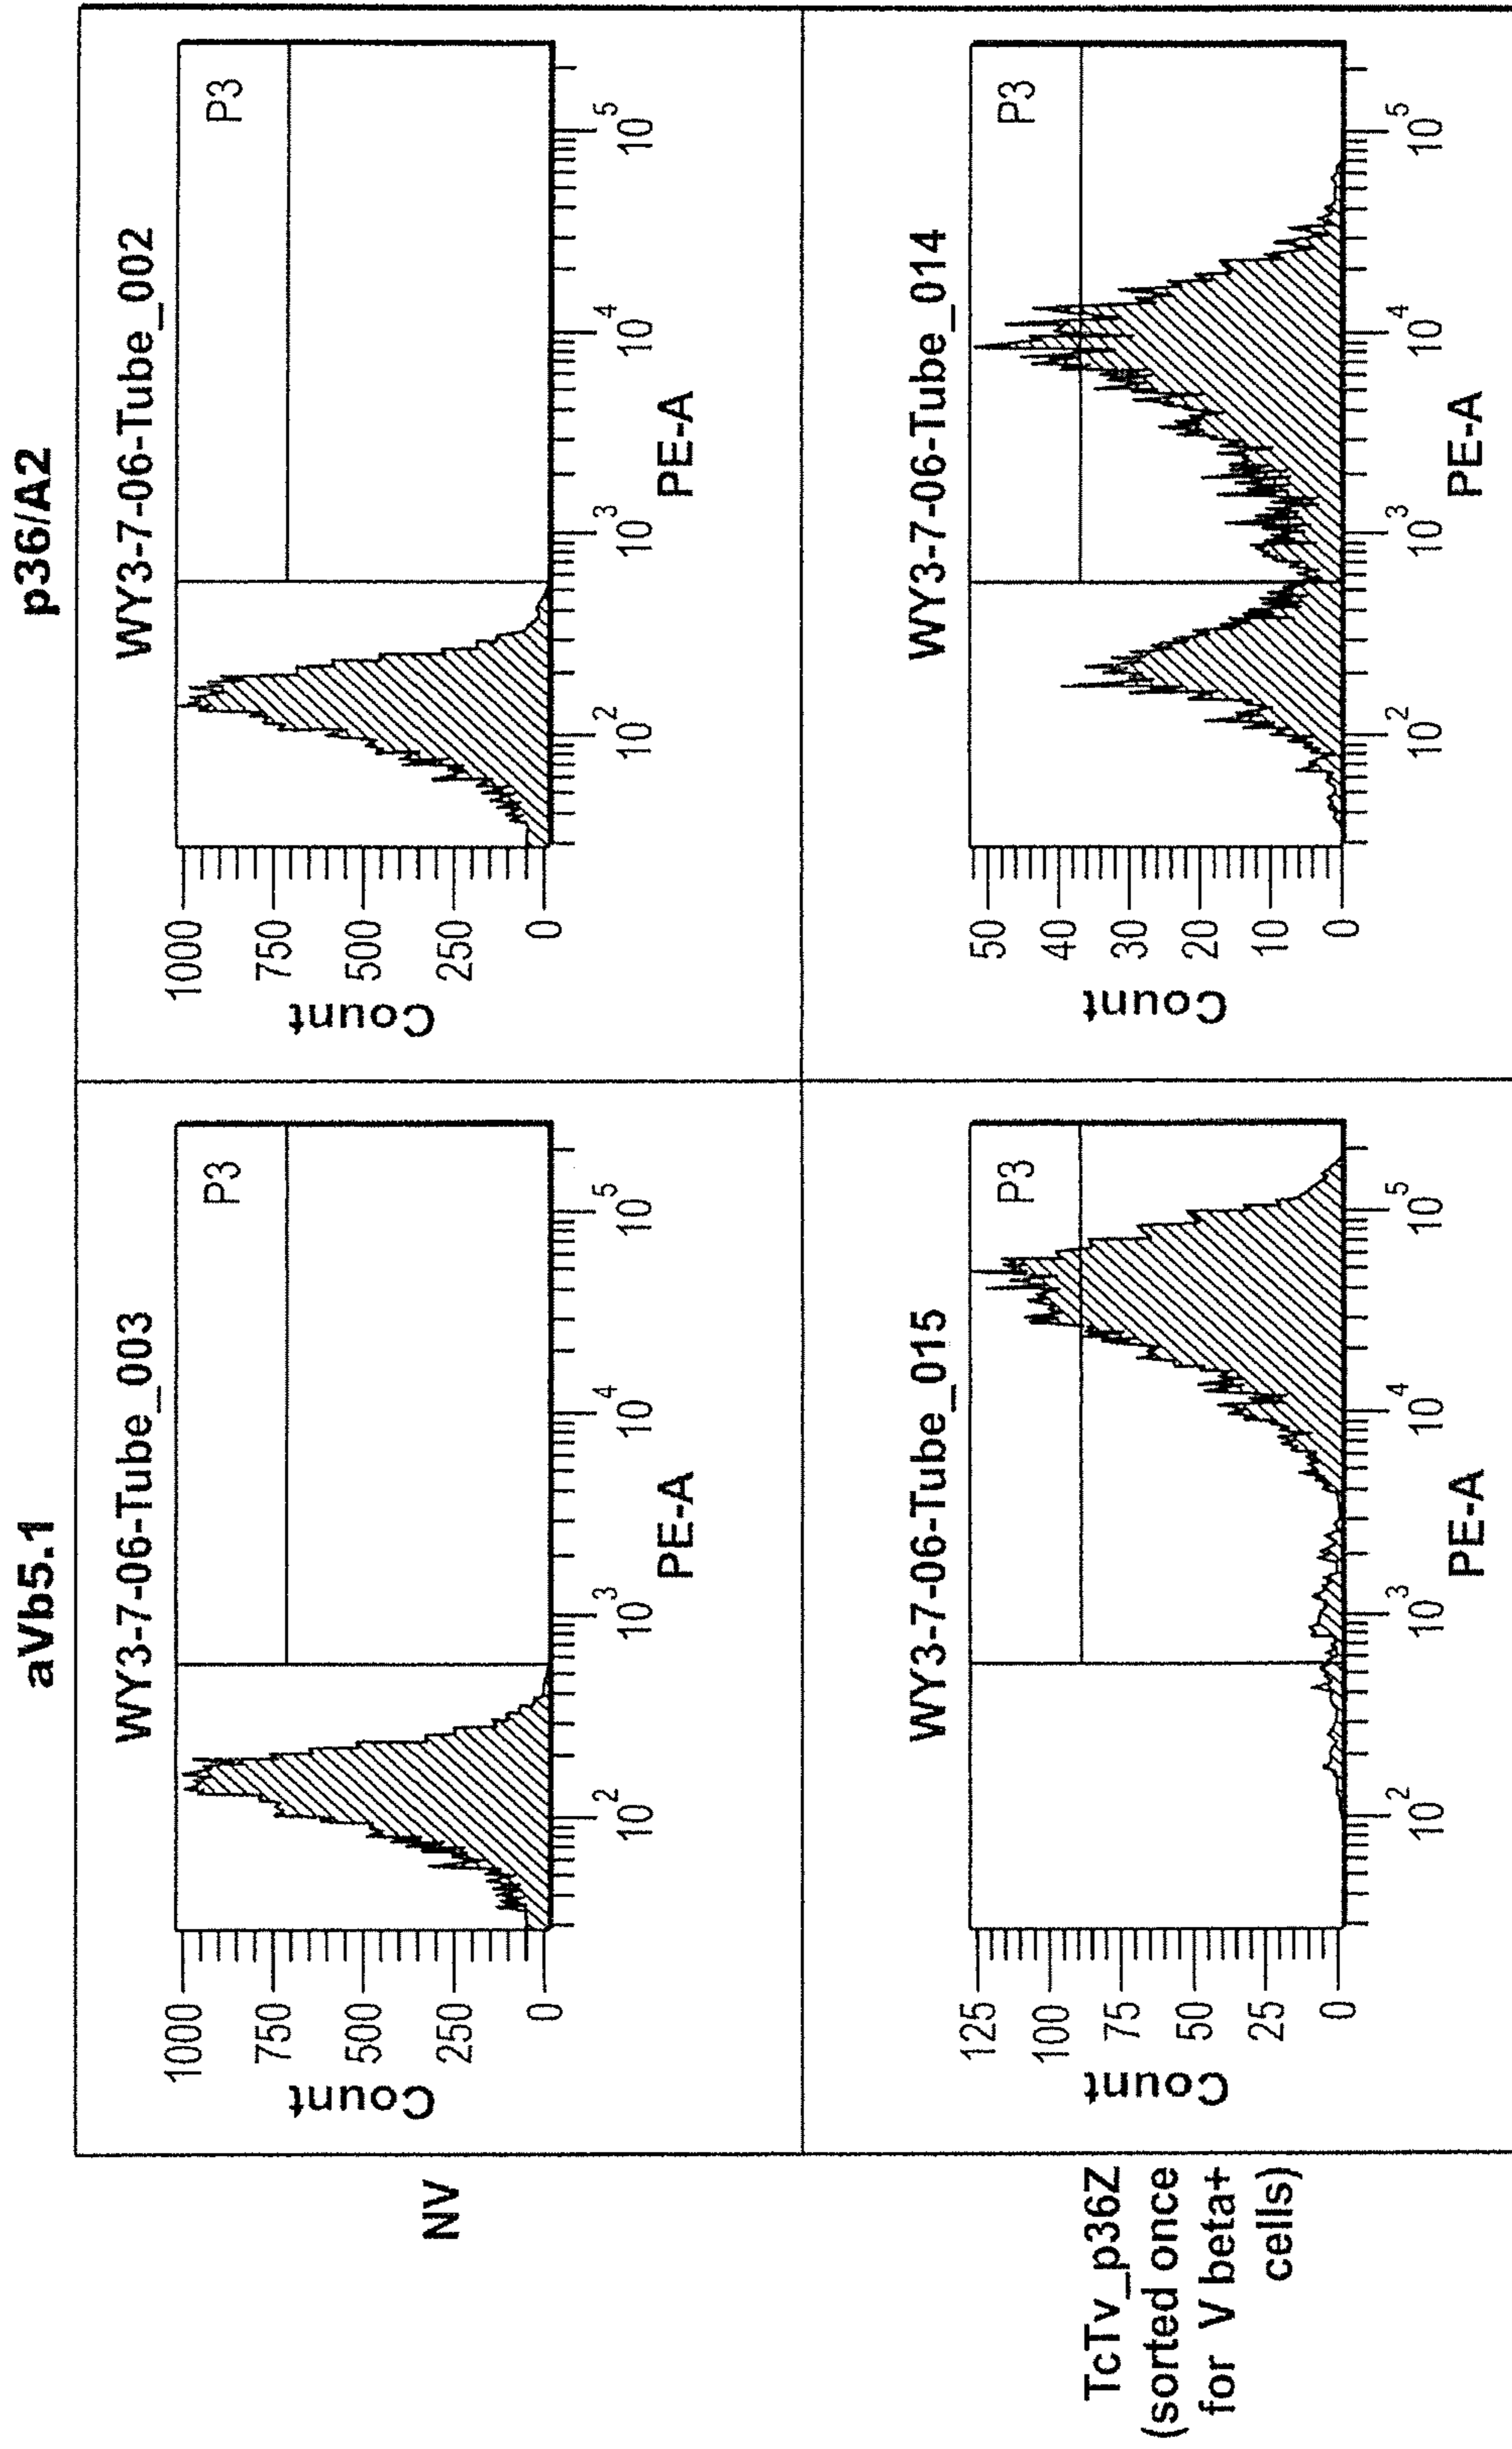 aVb5.1
p36/A2
NV
WY3-7-06-Tube_003
P3
Count
1000
750
500
250
0
10^2
10^3
10^4
10^5
PE-A
WY3-7-06-Tube_002
P3
Count
1000
750
500
250
0
10^2
10^3
10^4
10^5
PE-A
TcTv_p36Z
(sorted once
for V beta+
cells)
WY3-7-06-Tube_015
P3
Count
125
100
75
50
25
0
10^2
10^3
10^4
10^5
PE-A
WY3-7-06-Tube_014
P3
Count
50
40
30
20
10
0
10^2
10^3
10^4
10^5
PE-A